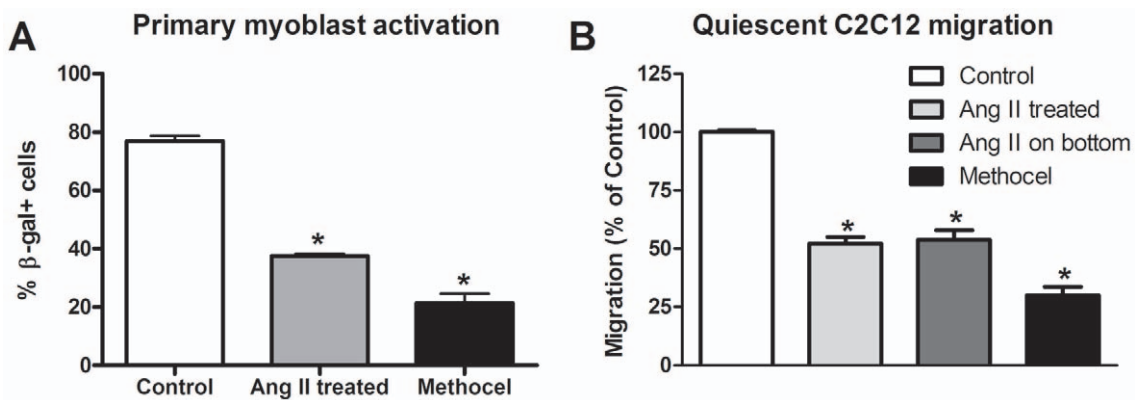 A
Primary myoblast activation
% β-gal+ cells
100
80
60
40
20
0
*
*
Control
Ang II treated
Methocel
B
Quiescent C2C12 migration
Migration (% of Control)
125
100
75
50
25
0
Control
Ang II treated
Ang II on bottom
Methocel
*
*
*